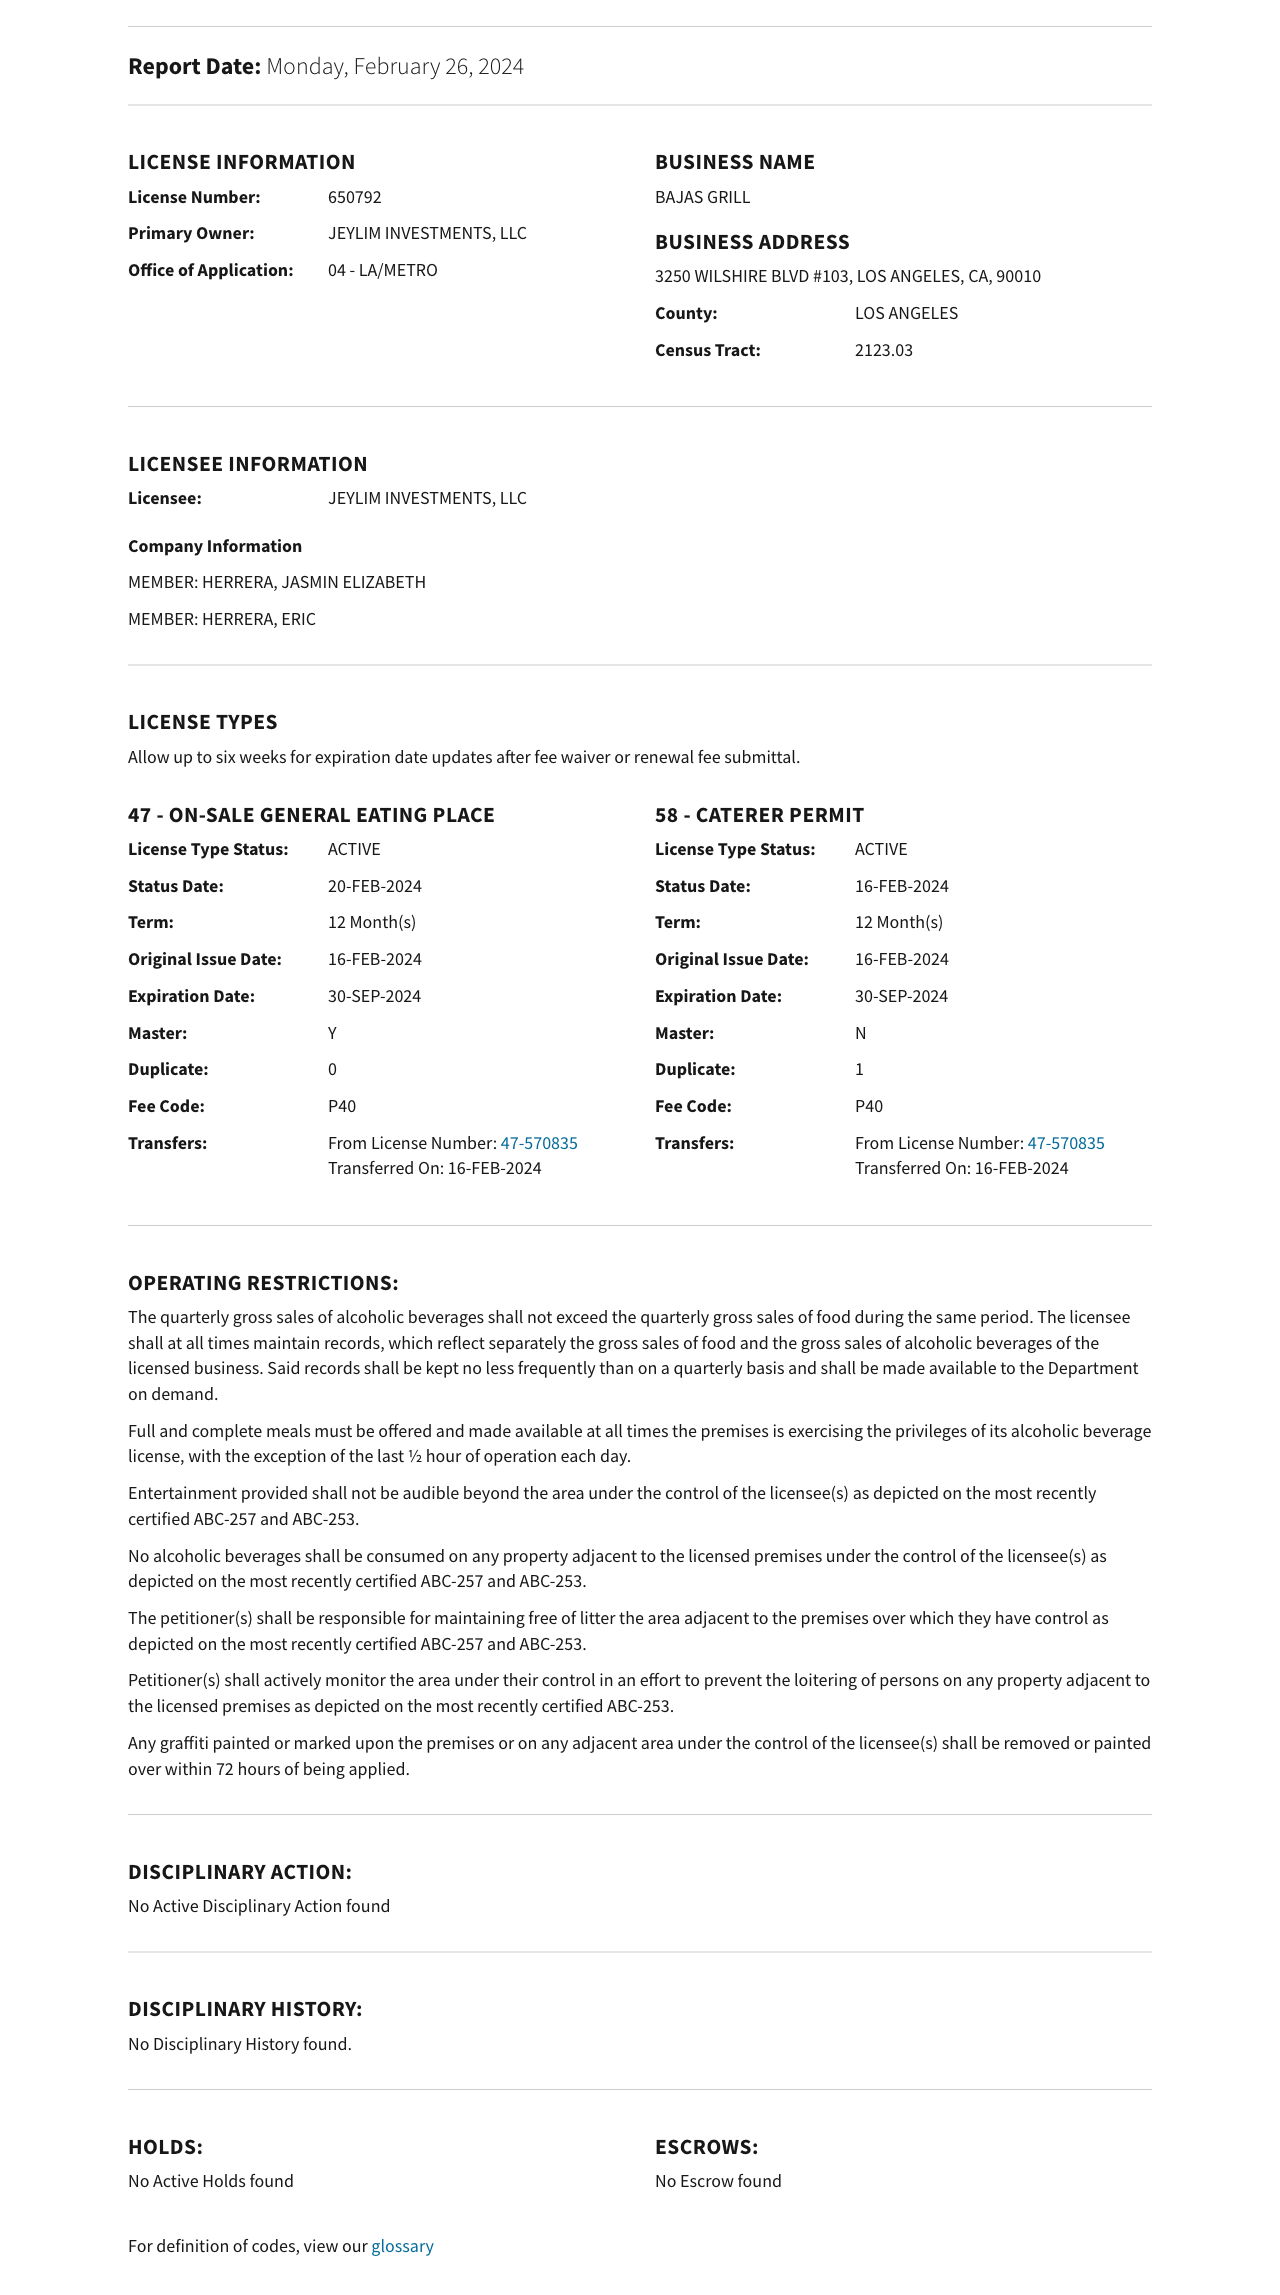 Report Date: Monday, February 26, 2024
LICENSE INFORMATION
License Number: 650792
Primary Owner: JEYLIM INVESTMENTS, LLC
Office of Application: 04 - LA/METRO
BUSINESS NAME
BAJAS GRILL
BUSINESS ADDRESS
3250 WILSHIRE BLVD #103, LOS ANGELES, CA, 90010
County: LOS ANGELES
Census Tract: 2123.03
LICENSEE INFORMATION
Licensee: JEYLIM INVESTMENTS, LLC
Company Information
MEMBER: HERRERA, JASMIN ELIZABETH
MEMBER: HERRERA, ERIC
LICENSE TYPES
Allow up to six weeks for expiration date updates after fee waiver or renewal fee submittal.
47 - ON-SALE GENERAL EATING PLACE
License Type Status: ACTIVE
Status Date: 20-FEB-2024
Term: 12 Month(s)
Original Issue Date: 16-FEB-2024
Expiration Date: 30-SEP-2024
Master: Y
Duplicate: 0
Fee Code: P40
Transfers: From License Number: 47-570835
Transferred On: 16-FEB-2024
58 - CATERER PERMIT
License Type Status: ACTIVE
Status Date: 16-FEB-2024
Term: 12 Month(s)
Original Issue Date: 16-FEB-2024
Expiration Date: 30-SEP-2024
Master: N
Duplicate: 1
Fee Code: P40
Transfers: From License Number: 47-570835
Transferred On: 16-FEB-2024
OPERATING RESTRICTIONS:
The quarterly gross sales of alcoholic beverages shall not exceed the quarterly gross sales of food during the same period. The licensee
shall at all times maintain records, which reflect separately the gross sales of food and the gross sales of alcoholic beverages of the
licensed business. Said records shall be kept no less frequently than on a quarterly basis and shall be made available to the Department
on demand.
Full and complete meals must be offered and made available at all times the premises is exercising the privileges of its alcoholic beverage
license, with the exception of the last ½ hour of operation each day.
Entertainment provided shall not be audible beyond the area under the control of the licensee(s) as depicted on the most recently
certified ABC-257 and ABC-253.
No alcoholic beverages shall be consumed on any property adjacent to the licensed premises under the control of the licensee(s) as
depicted on the most recently certified ABC-257 and ABC-253.
The petitioner(s) shall be responsible for maintaining free of litter the area adjacent to the premises over which they have control as
depicted on the most recently certified ABC-257 and ABC-253.
Petitioner(s) shall actively monitor the area under their control in an effort to prevent the loitering of persons on any property adjacent to
the licensed premises as depicted on the most recently certified ABC-253.
Any graffiti painted or marked upon the premises or on any adjacent area under the control of the licensee(s) shall be removed or painted
over within 72 hours of being applied.
DISCIPLINARY ACTION:
No Active Disciplinary Action found
DISCIPLINARY HISTORY:
No Disciplinary History found.
HOLDS:
No Active Holds found
ESCROWS:
No Escrow found
For definition of codes, view our glossary